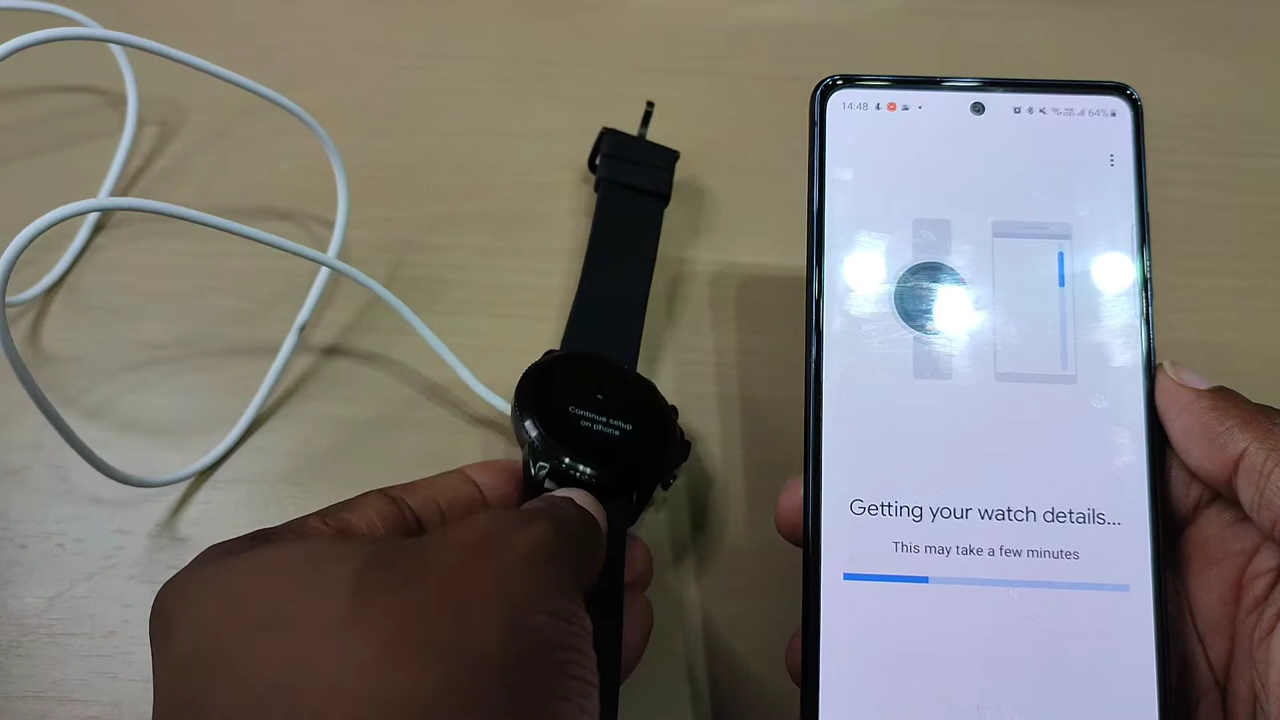 Continue setup
on phone
14:48
64%
Getting your watch details...
This may take a few minutes